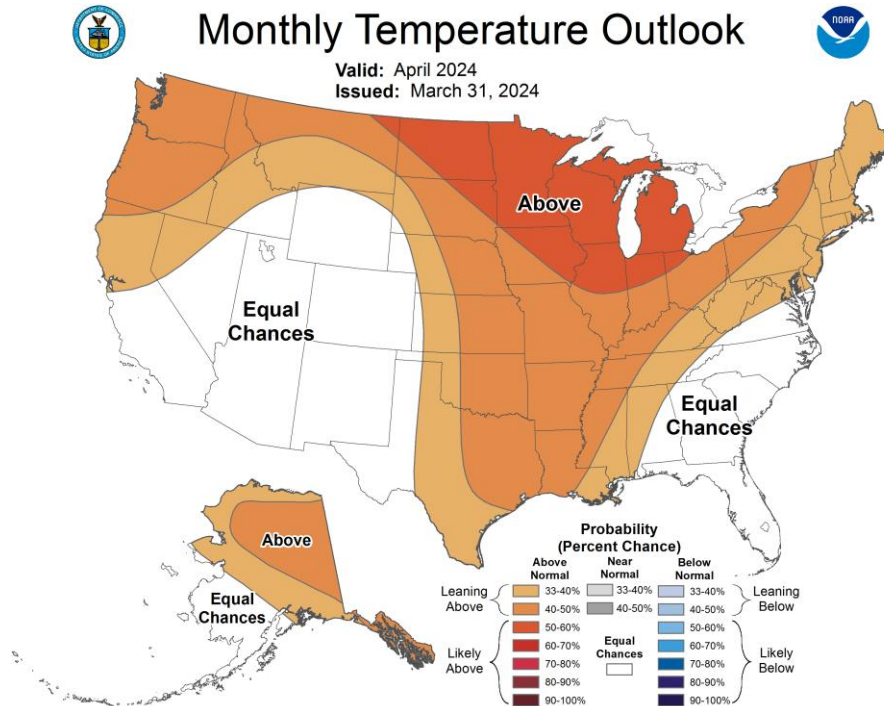 Monthly Temperature Outlook
NOAA
Valid: April 2024
Issued: March 31, 2024
Above
Equal
Chances
Equal
Chances
Above
Equal
Chances
Probability
(Percent Chance)
Above
Normal
Near
Normal
Below
Normal
Leaning
Above
33-40%
33-40%
33-40%
Leaning
Below
40-50%
40-50%
40-50%
Likely
Above
50-60%
50-60%
Likely
Below
60-70%
60-70%
Equal
Chances
70-80%
70-80%
80-90%
80-90%
90-100%
90-100%